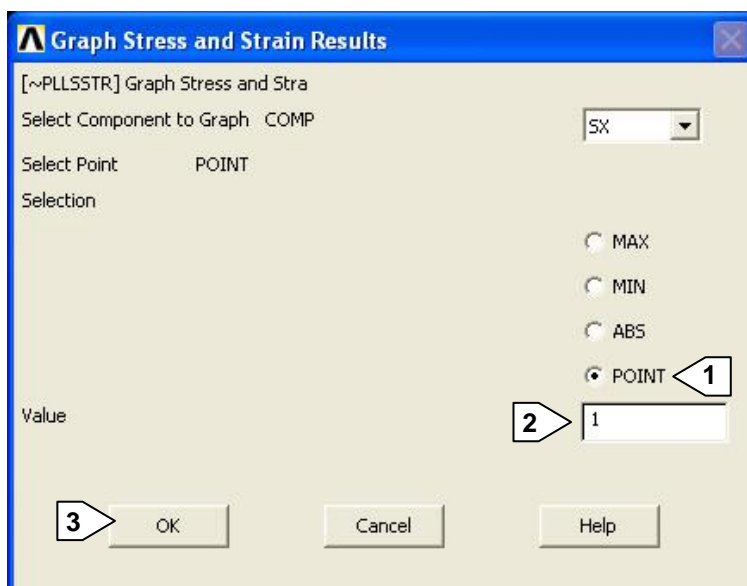 Graph Stress and Strain Results
[~PLLSSTR] Graph Stress and Stra
Select Component to Graph COMP
SX
Select Point POINT
Selection
MAX
MIN
ABS
POINT 1
Value 2 1
3 OK Cancel Help